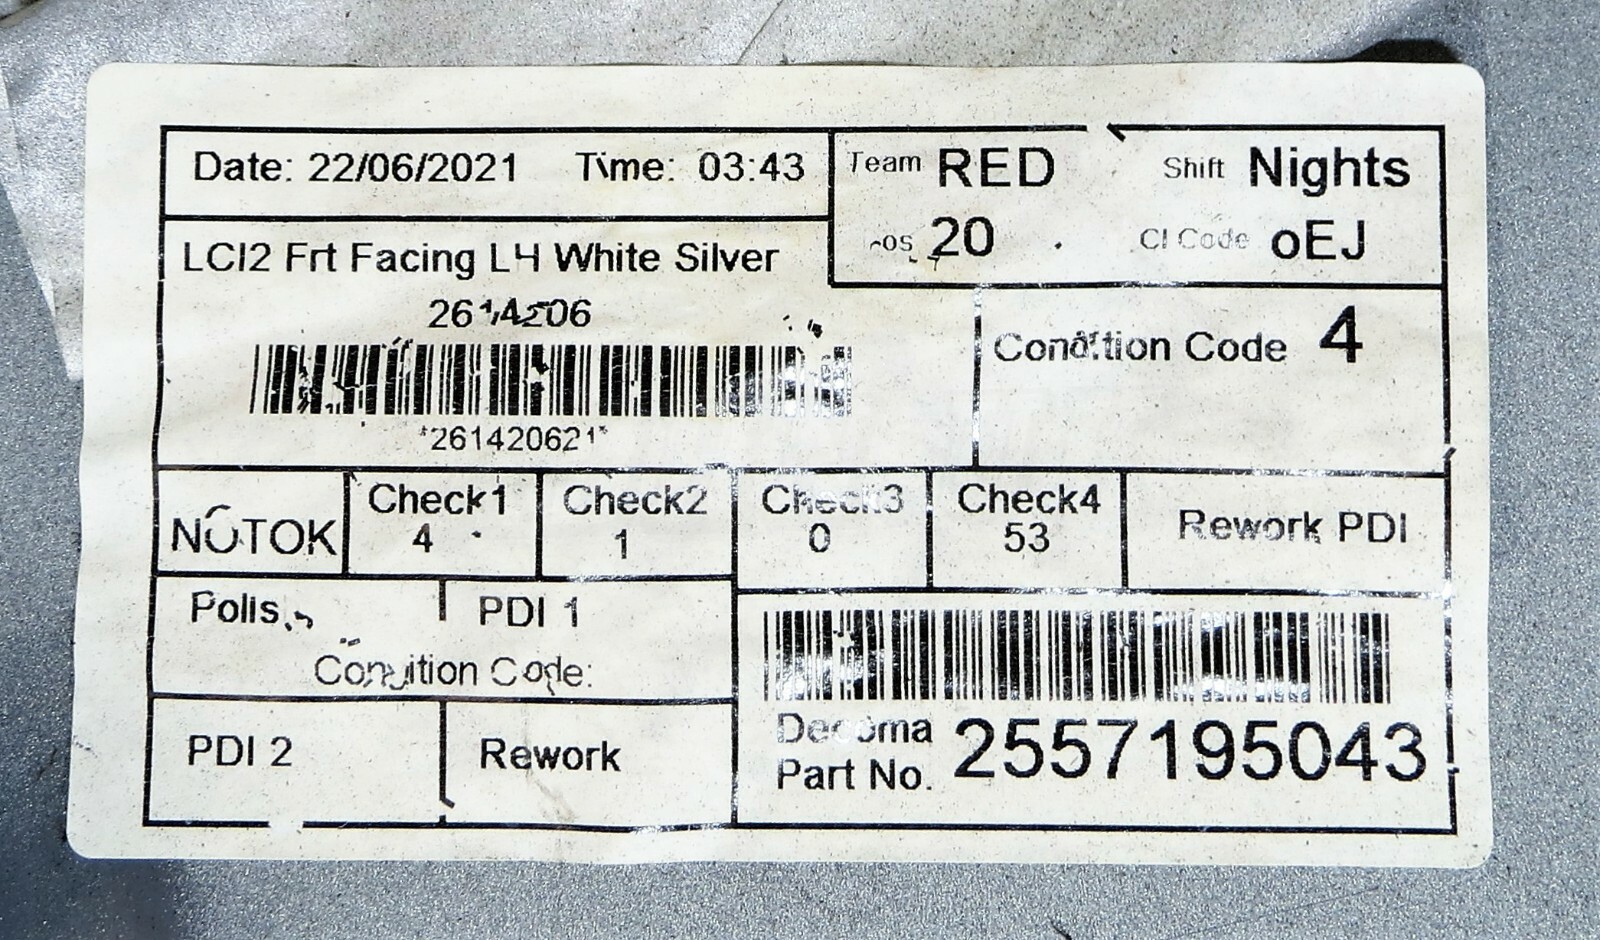 Date: 22/06/2021 Time: 03:43
Team RED Shift Nights
20 CI Code oEJ
LCI2 Frt Facing LH White Silver
2614206
Condition Code 4
*261420621*
NOTOK
Check1 Check2 Check3 Check4
4 1 0 53
Rework PDI
PDI 1
Condition Code:
PDI 2 Rework
Decoma
Part No. 2557195043